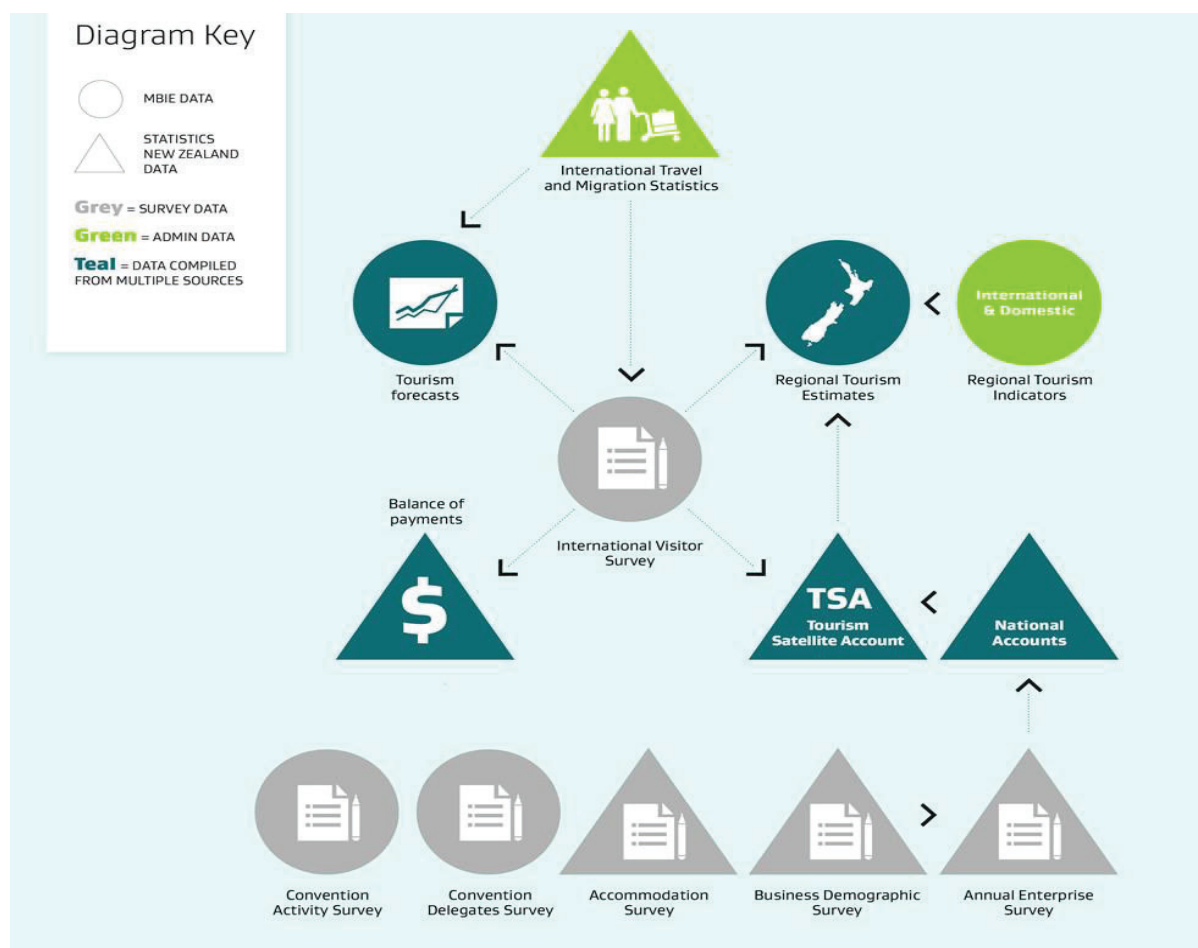 Diagram Key
MBIE DATA
STATISTICS
NEW ZEALAND
DATA
Grey = SURVEY DATA
Green = ADMIN DATA
Teal = DATA COMPILED
FROM MULTIPLE SOURCES
International Travel
and Migration Statistics
Tourism
forecasts
Regional Tourism
Estimates
International
& Domestic
Regional Tourism
Indicators
International Visitor
Survey
Balance of
payments
$
TSA
Tourism
Satellite Account
National
Accounts
Convention
Activity Survey
Convention
Delegates Survey
Accommodation
Survey
Business Demographic
Survey
Annual Enterprise
Survey